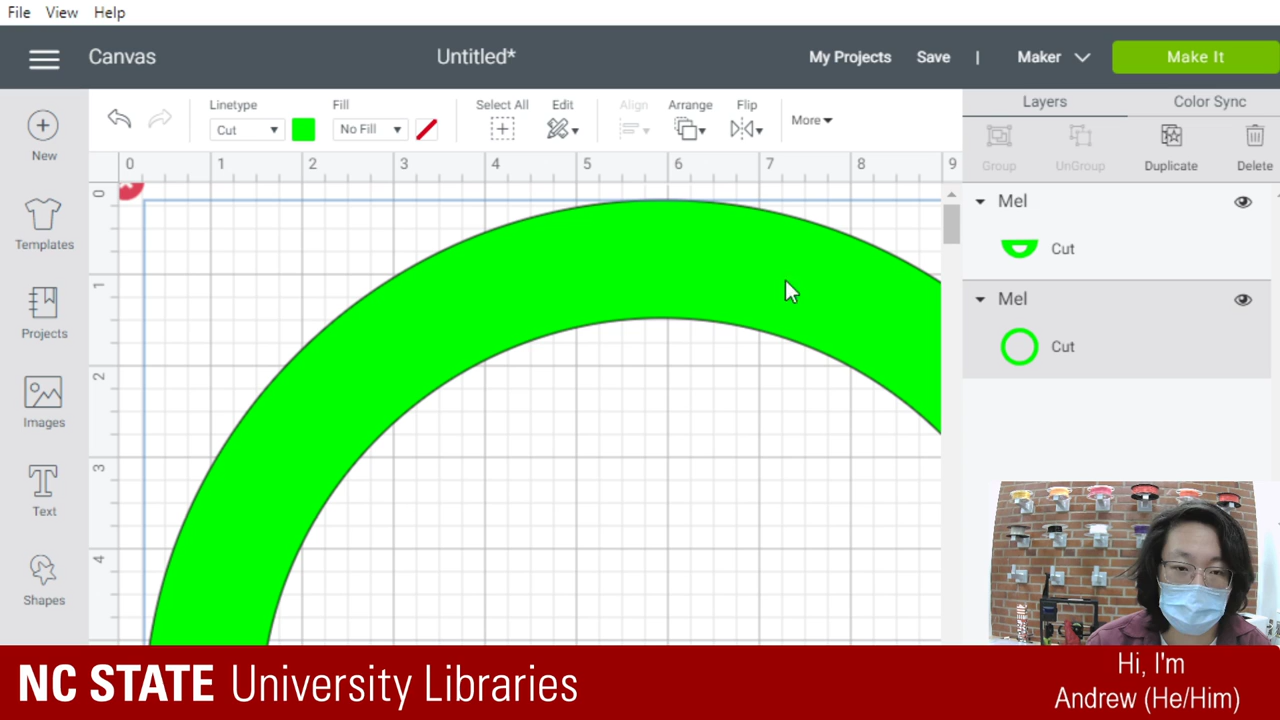 File View Help
Canvas
Untitled*
My Projects
Save
|
Maker
Make It
New
Templates
Projects
Images
Text
Shapes
Linetype
Cut
Fill
No Fill
Select All
Edit
Align
Arrange
Flip
More
0 1 2 3 4 5 6 7 8 9
0
1
2
3
4
Layers
Color Sync
Group
UnGroup
Duplicate
Delete
Mel
Cut
Mel
Cut
NC STATE University Libraries
Hi, I'm
Andrew (He/Him)